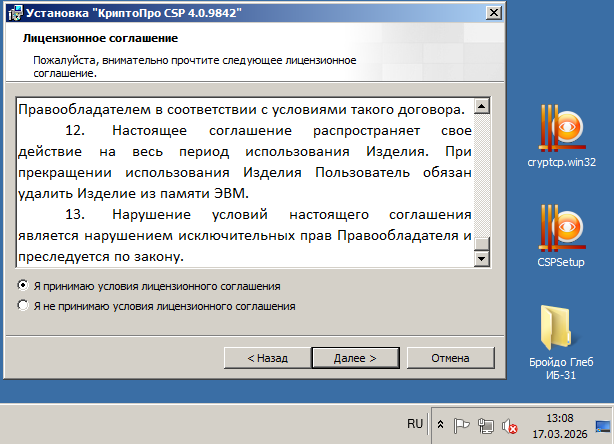 Установка "КриптоПро CSP 4.0.9842"
Лицензионное соглашение
Пожалуйста, внимательно прочтите следующее лицензионное
соглашение.
Правообладателем в соответствии с условиями такого договора.
12. Настоящее соглашение распространяет свое
действие на весь период использования Изделия. При
прекращении использования Изделия Пользователь обязан
удалить Изделие из памяти ЭВМ.
13. Нарушение условий настоящего соглашения
является нарушением исключительных прав Правообладателя и
преследуется по закону.
Я принимаю условия лицензионного соглашения
Я не принимаю условия лицензионного соглашения
< Назад
Далее >
Отмена
cryptcp.win32
CSPSetup
Бройдо Глеб
ИБ-31
RU
13:08
17.03.2026